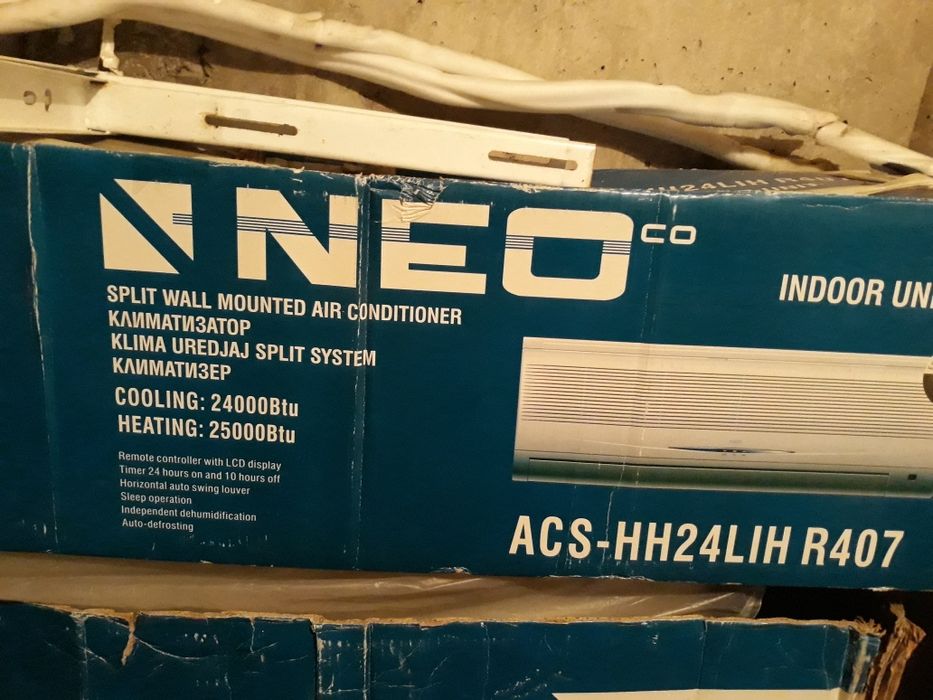 HH24LIH R4
NEO CO
INDOOR UNI
SPLIT WALL MOUNTED AIR CONDITIONER
КЛИМАТИЗАТОР
KLIMA UREDJAJ SPLIT SYSTEM
КЛИМАТИЗЕР
COOLING: 24000Btu
HEATING: 25000Btu
Remote controller with LCD display
Timer 24 hours on and 10 hours off
Horizontal auto swing louver
Sleep operation
Independent dehumidification
Auto-defrosting
ACS-HH24LIH R407